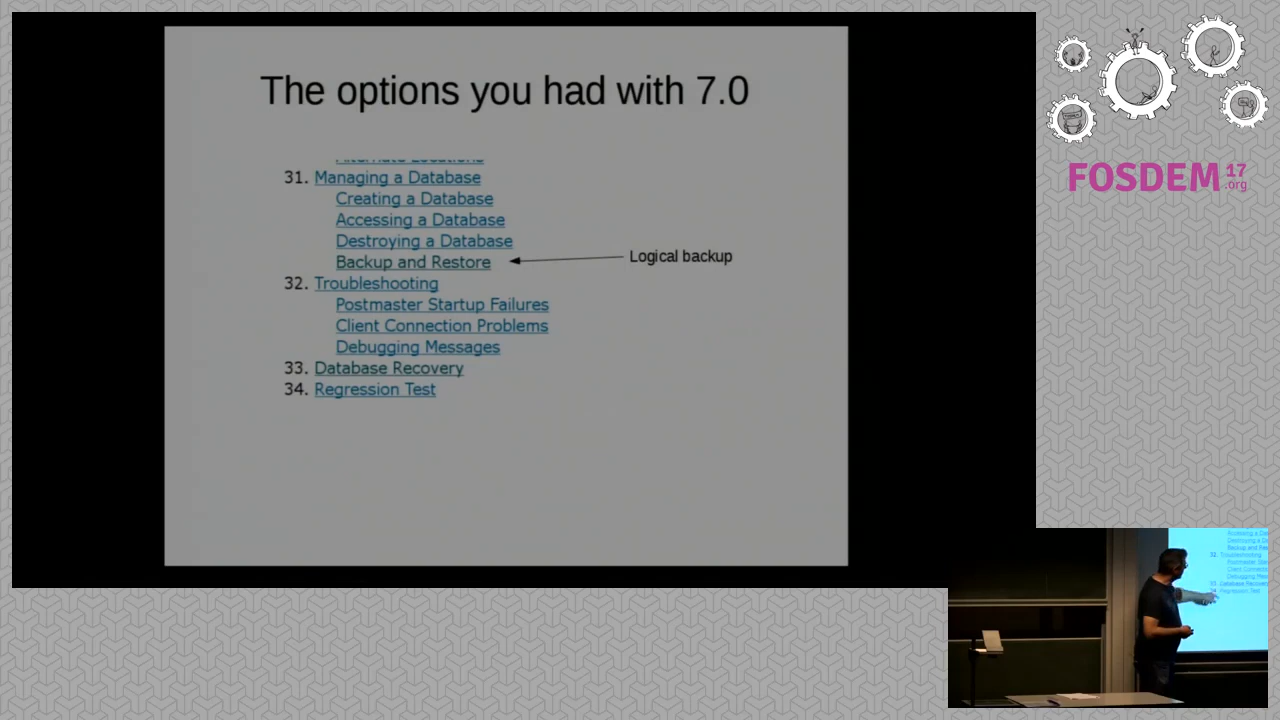 The options you had with 7.0
Alternate Locations
31. Managing a Database
Creating a Database
Accessing a Database
Destroying a Database
Backup and Restore
Logical backup
32. Troubleshooting
Postmaster Startup Failures
Client Connection Problems
Debugging Messages
33. Database Recovery
34. Regression Test
FOSDEM 17
.org